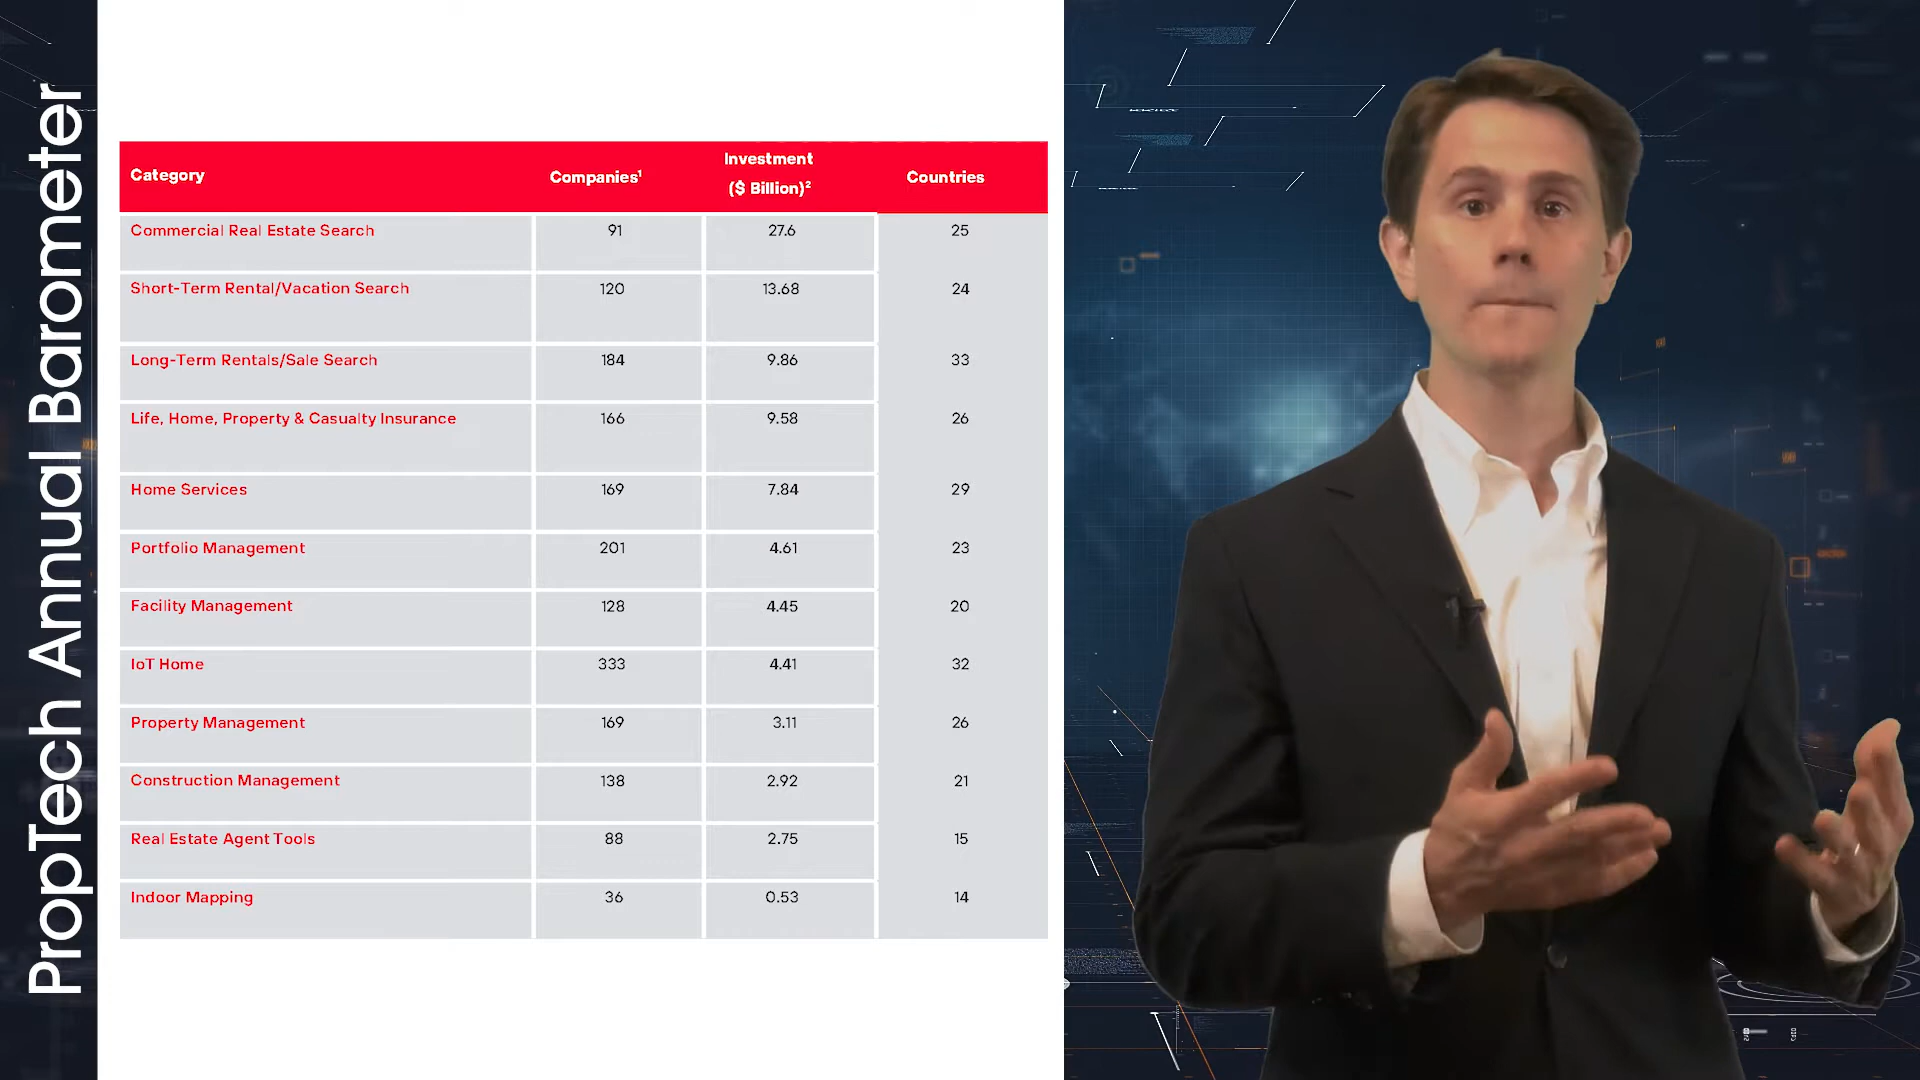 PropTech Annual Barometer
Category Companies¹ Investment ($ Billion)² Countries
Commercial Real Estate Search 91 27.6 25
Short-Term Rental/Vacation Search 120 13.68 24
Long-Term Rentals/Sale Search 184 9.86 33
Life, Home, Property & Casualty Insurance 166 9.58 26
Home Services 169 7.84 29
Portfolio Management 201 4.61 23
Facility Management 128 4.45 20
IoT Home 333 4.41 32
Property Management 169 3.11 26
Construction Management 138 2.92 21
Real Estate Agent Tools 88 2.75 15
Indoor Mapping 36 0.53 14